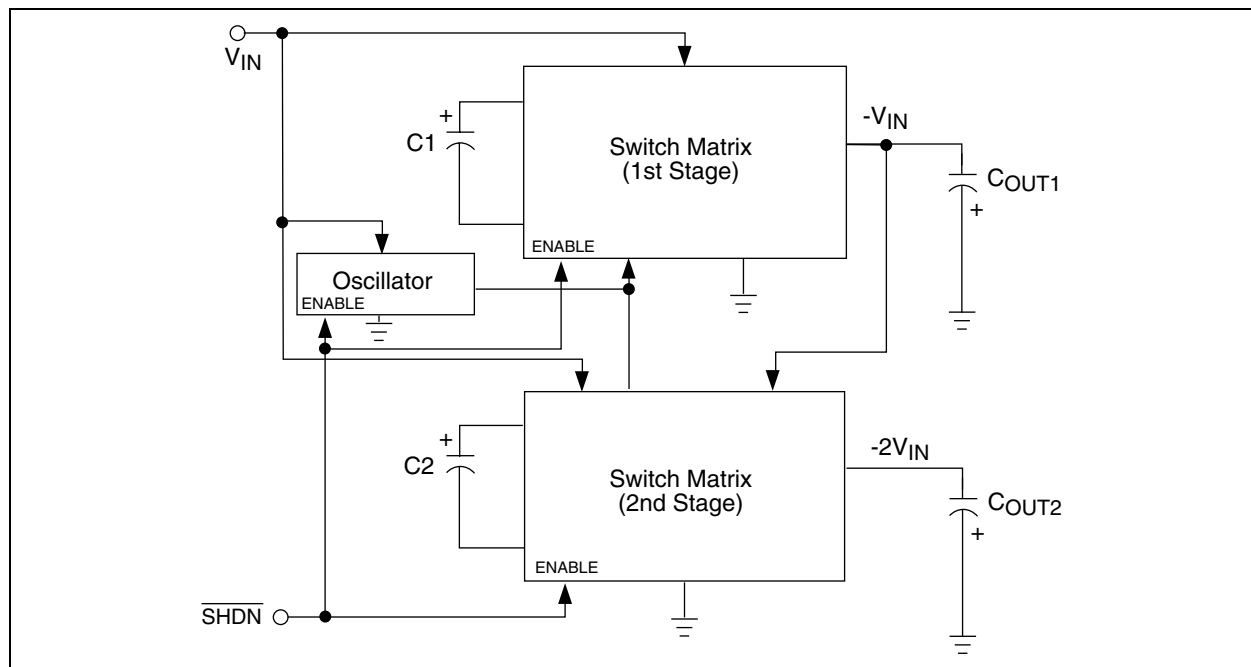 V_IN
C1
+
Switch Matrix
(1st Stage)
ENABLE
-V_IN
C_OUT1
+
Oscillator
ENABLE
C2
+
Switch Matrix
(2nd Stage)
ENABLE
-2V_IN
C_OUT2
+
S̅H̅D̅N̅